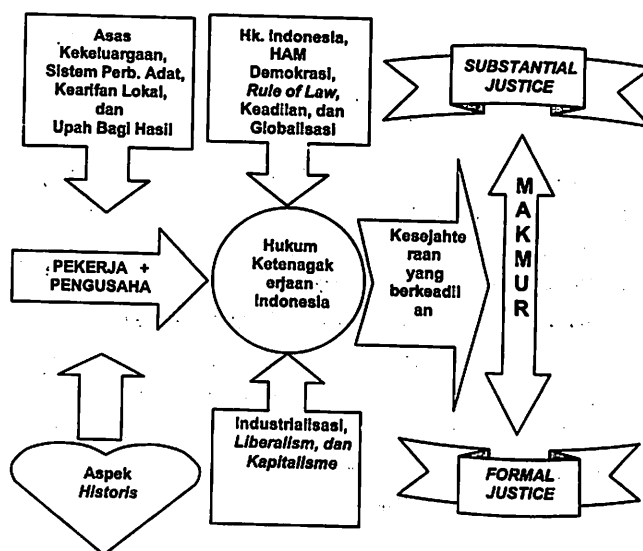 Asas
Kekeluargaan,
Sistem Perb. Adat,
Kearifan Lokal,
dan
Upah Bagi Hasil
Hk. Indonesia,
HAM
Demokrasi,
Rule of Law,
Keadilan, dan
Globalisasi
SUBSTANTIAL
JUSTICE
PEKERJA +
PENGUSAHA
Hukum
Ketenagak
erjaan
Indonesia
Kesejahte
raan
yang
berkeadil
an
M
A
K
M
U
R
Aspek
Historis
Industrialisasi,
Liberalism, dan
Kapitalisme
FORMAL
JUSTICE